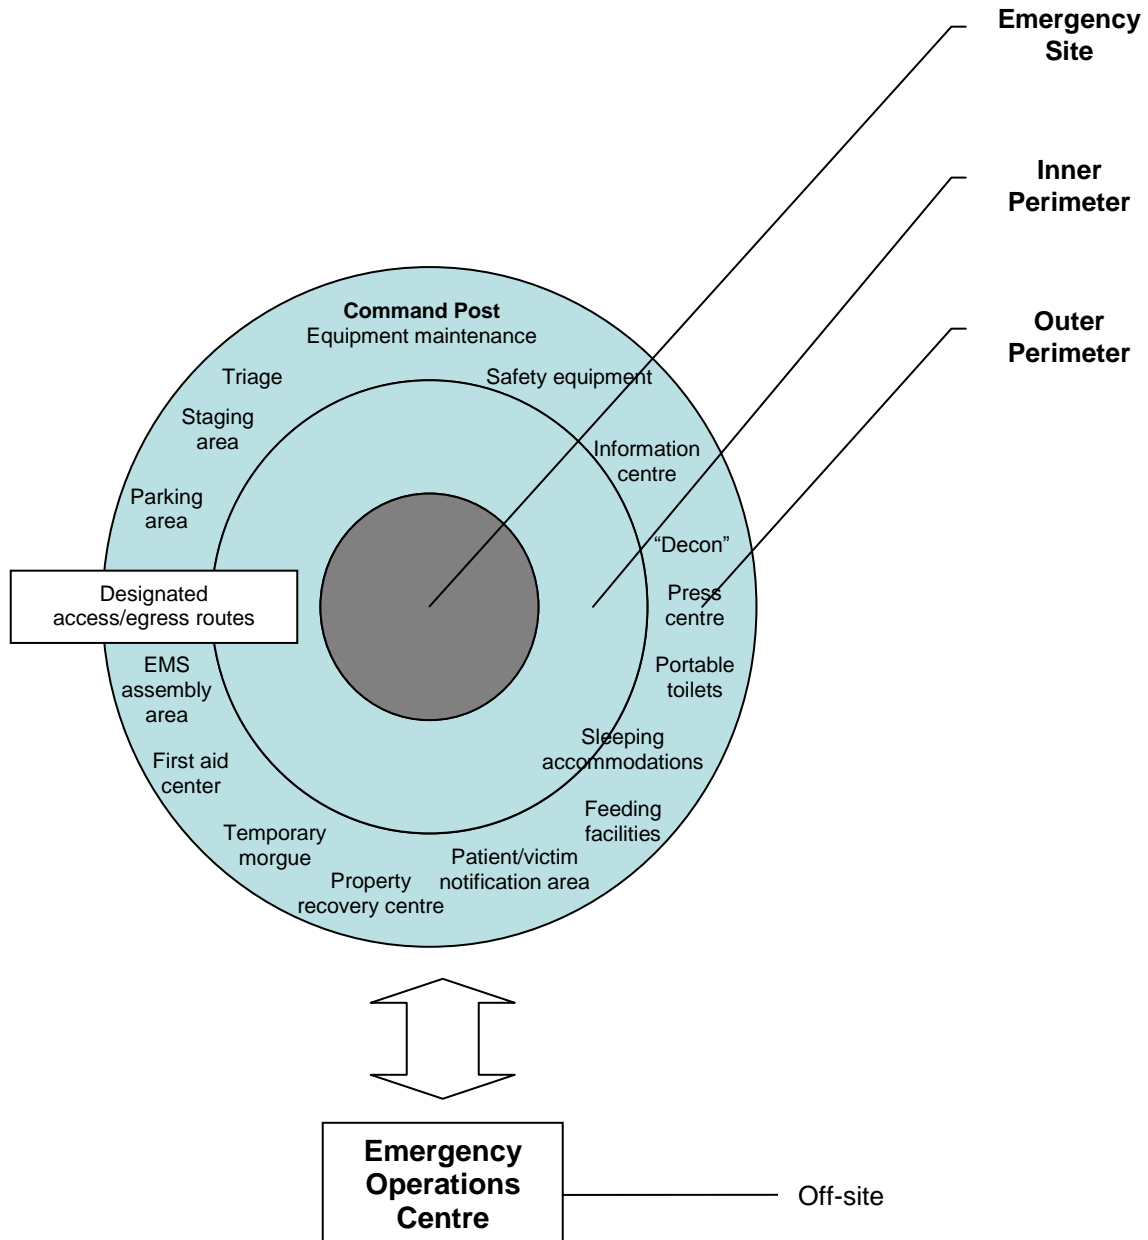 Emergency
Site
Inner
Perimeter
Outer
Perimeter
Command Post
Equipment maintenance
Triage
Safety equipment
Staging
area
Information
centre
Parking
area
“Decon”
Designated
access/egress routes
Press
centre
EMS
assembly
area
Portable
toilets
First aid
center
Sleeping
accommodations
Feeding
facilities
Temporary
morgue
Patient/victim
notification area
Property
recovery centre
Emergency
Operations
Centre
Off-site